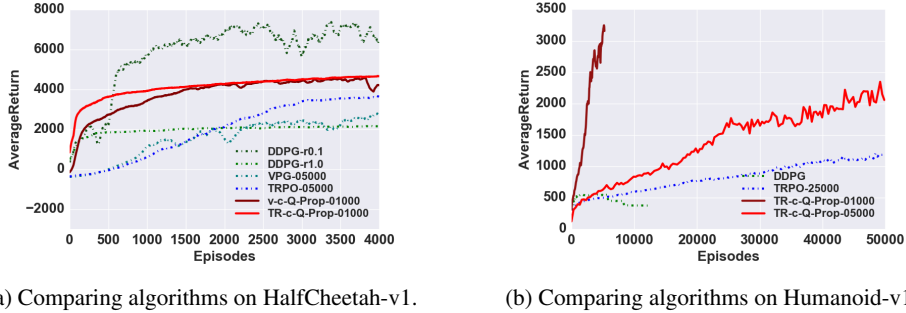 8000
6000
4000
2000
0
−2000
AverageReturn
DDPG-r0.1
DDPG-r1.0
VPG-05000
TRPO-05000
v-c-Q-Prop-01000
TR-c-Q-Prop-01000
0 500 1000 1500 2000 2500 3000 3500 4000
Episodes
a) Comparing algorithms on HalfCheetah-v1.
3500
3000
2500
2000
1500
1000
500
0
AverageReturn
DDPG
TRPO-25000
TR-c-Q-Prop-01000
TR-c-Q-Prop-05000
0 10000 20000 30000 40000 50000
Episodes
(b) Comparing algorithms on Humanoid-v1